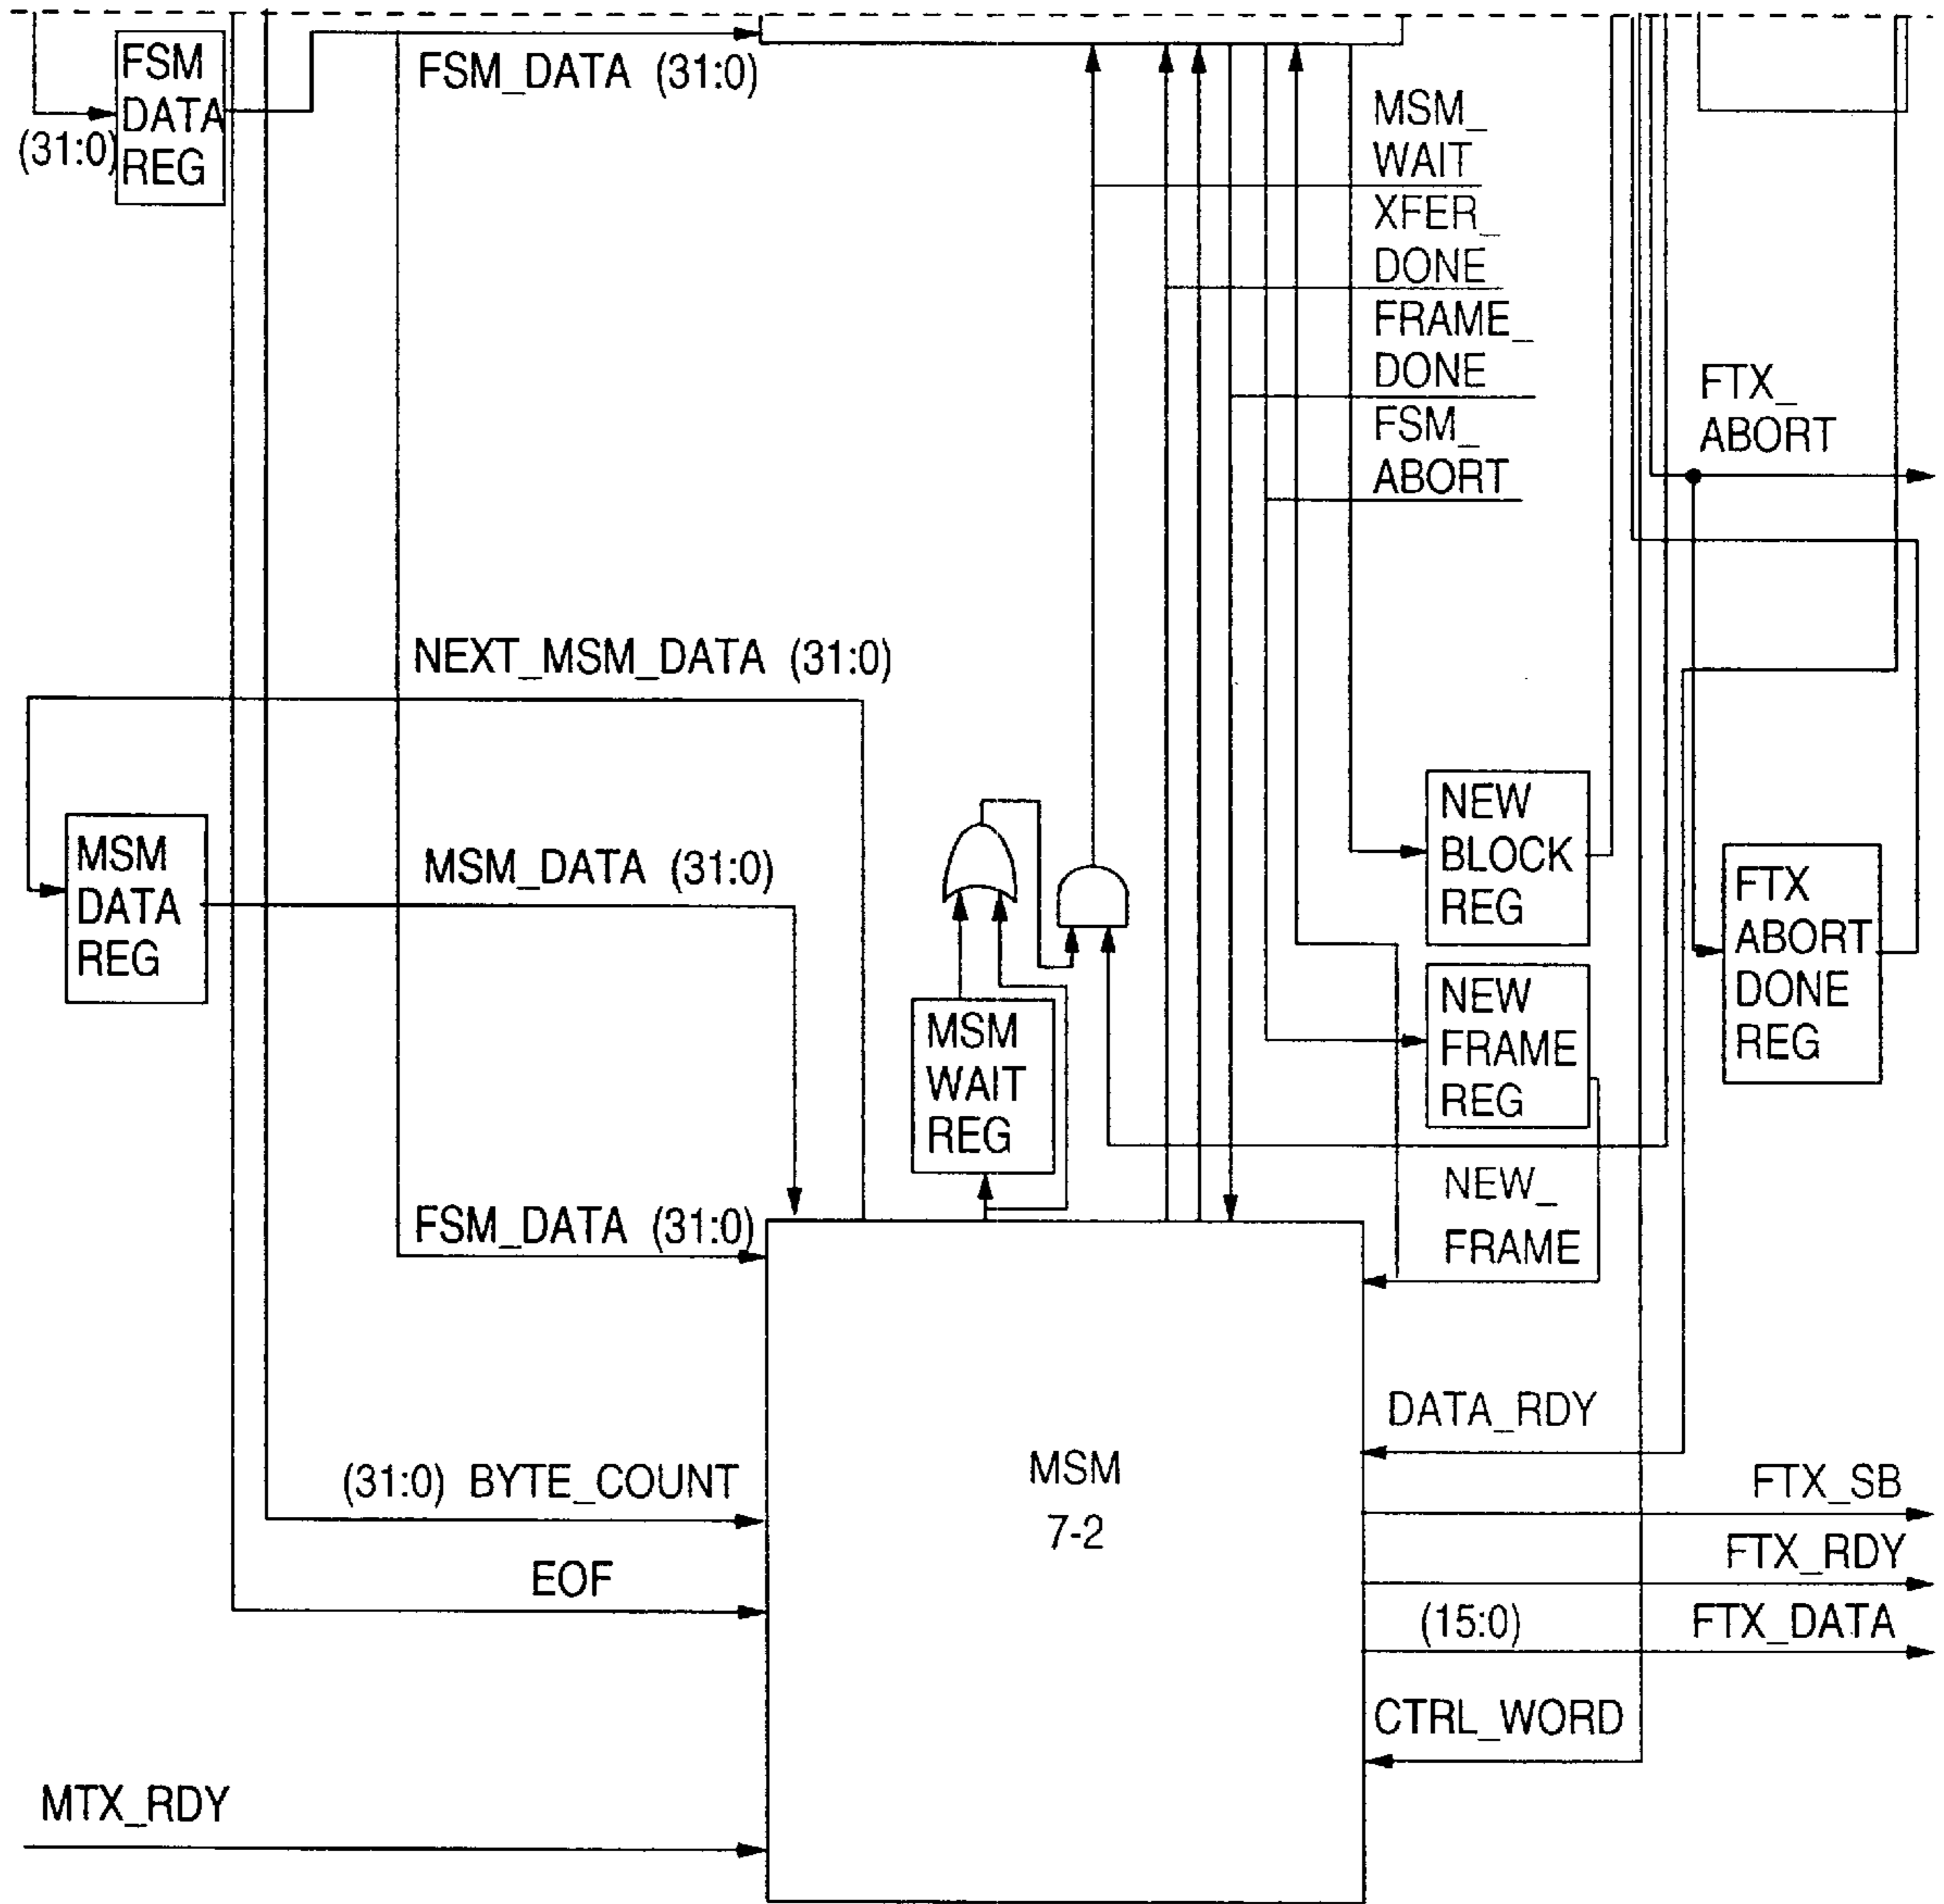 FSM
DATA
REG
(31:0)
FSM_DATA (31:0)
MSM_
WAIT
XFER_
DONE
FRAME_
DONE
FSM_
ABORT
FTX_
ABORT
NEXT_MSM_DATA (31:0)
MSM
DATA
REG
MSM_DATA (31:0)
NEW
BLOCK
REG
FTX
ABORT
DONE
REG
NEW
FRAME
REG
MSM
WAIT
REG
NEW_
FRAME
FSM_DATA (31:0)
DATA_RDY
MSM
7-2
(31:0) BYTE_COUNT
FTX_SB
EOF
FTX_RDY
(15:0) FTX_DATA
CTRL_WORD
MTX_RDY